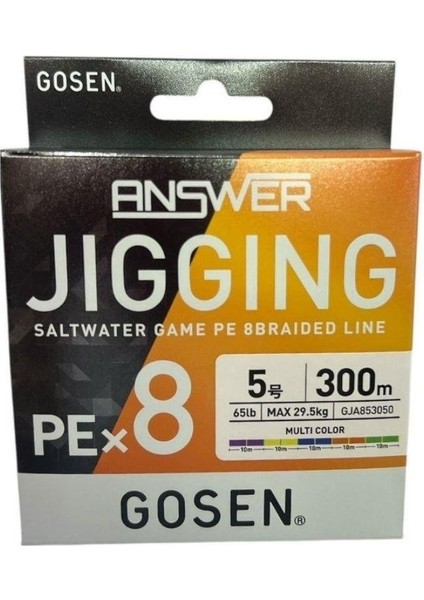 GOSEN®
ANSWER
JIGGING
SALTWATER GAME PE 8BRAIDED LINE
PE×8
5号 300m
65lb MAX 29.5kg GJA853050
MULTI COLOR
10m 10m 10m 10m 10m
GOSEN®